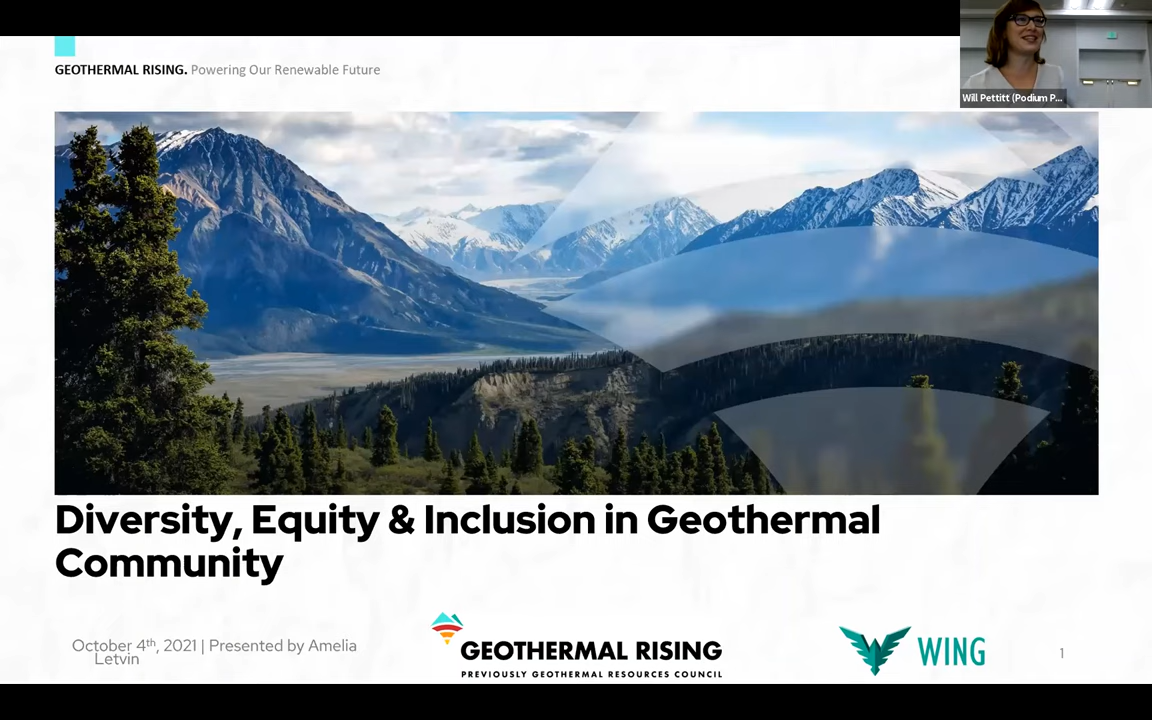 GEOTHERMAL RISING. Powering Our Renewable Future
Will Pettitt (Podium P...
Diversity, Equity & Inclusion in Geothermal
Community
October 4th, 2021 | Presented by Amelia
Letvin
GEOTHERMAL RISING
PREVIOUSLY GEOTHERMAL RESOURCES COUNCIL
WING
1